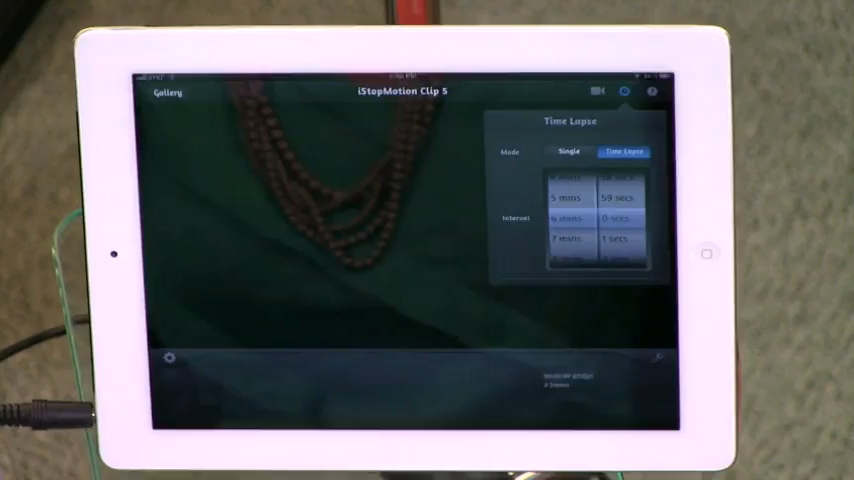 Gallery
iStopMotion Clip 5
Time Lapse
Mode
Single
Time Lapse
5 mins
59 secs
Interval
6 mins
0 secs
7 mins
1 secs